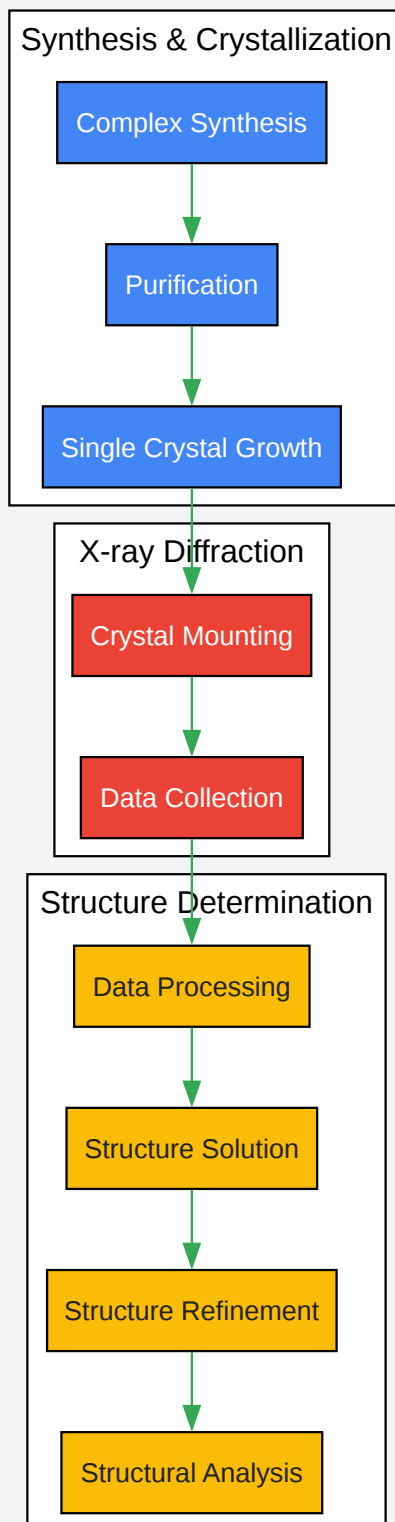 Synthesis & Crystallization
Complex Synthesis
Purification
Single Crystal Growth
X-ray Diffraction
Crystal Mounting
Data Collection
Structure Determination
Data Processing
Structure Solution
Structure Refinement
Structural Analysis